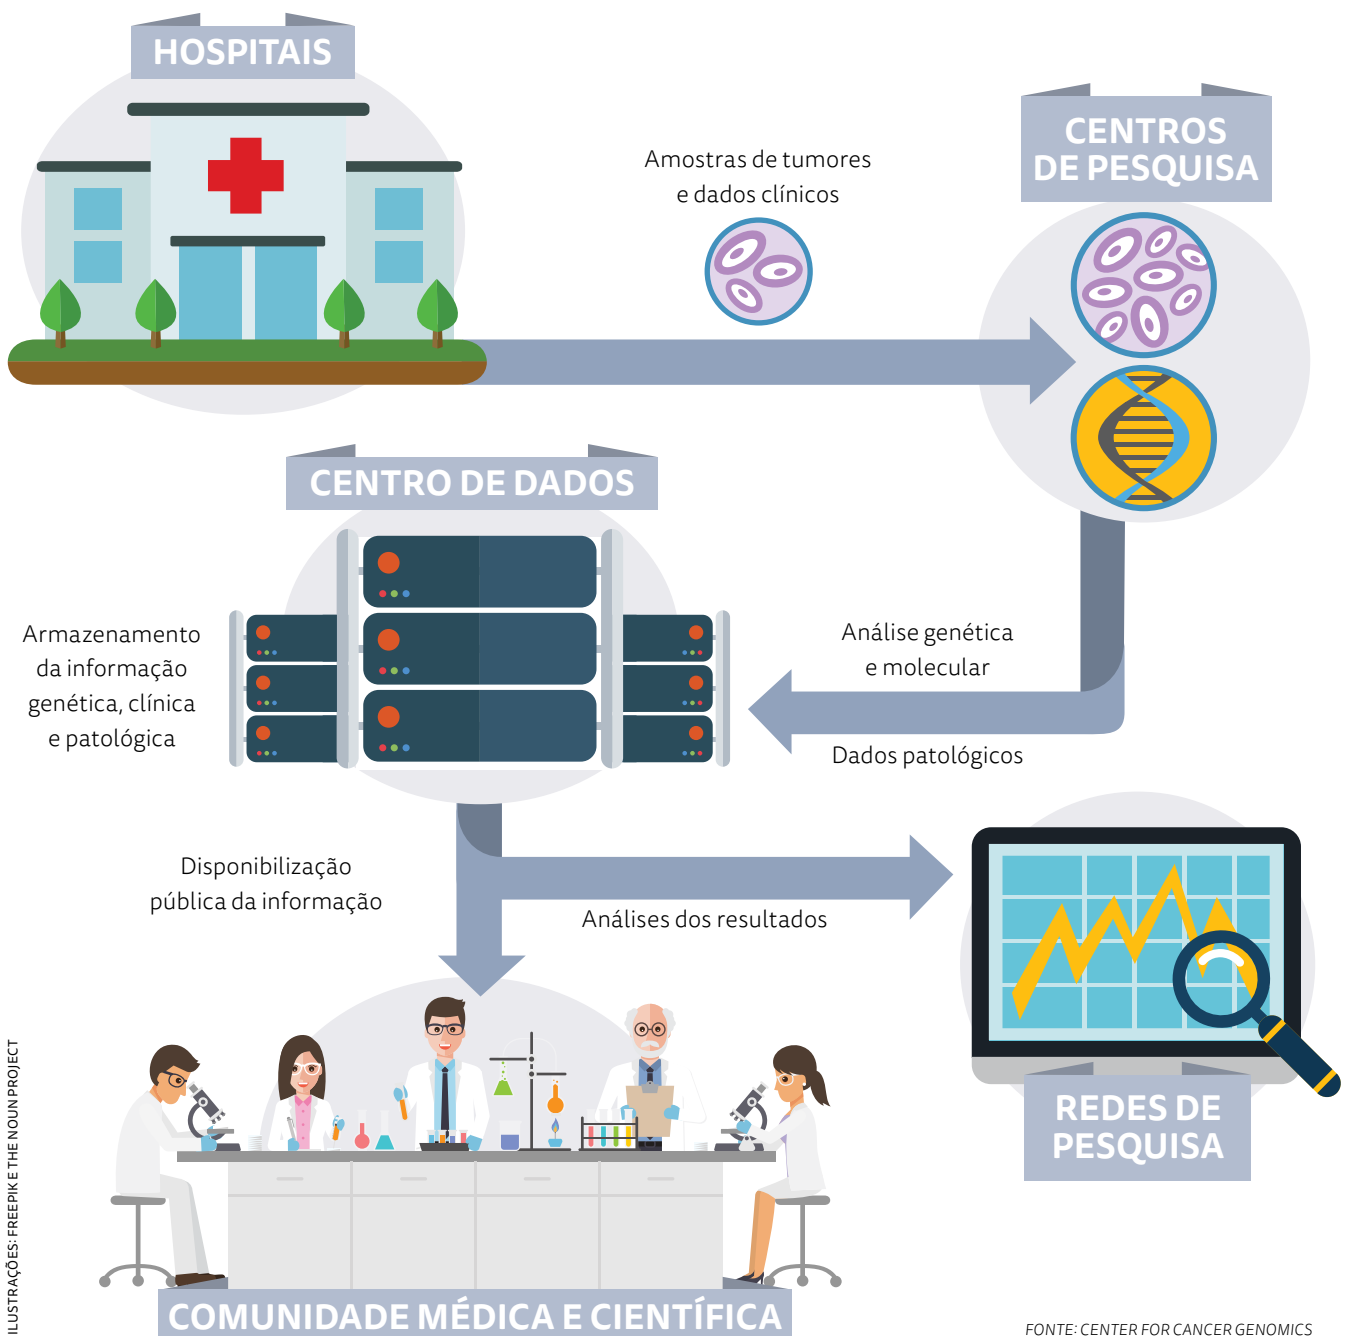 HOSPITAIS
CENTROS
DE PESQUISA
Amostras de tumores
e dados clínicos
CENTRO DE DADOS
Armazenamento
da informação
genética, clínica
e patológica
Análise genética
e molecular
Dados patológicos
Disponibilização
pública da informação
Análises dos resultados
REDES DE
PESQUISA
COMUNIDADE MÉDICA E CIENTÍFICA
ILUSTRAÇÕES: FREEPIK E THE NOUN PROJECT
FONTE: CENTER FOR CANCER GENOMICS